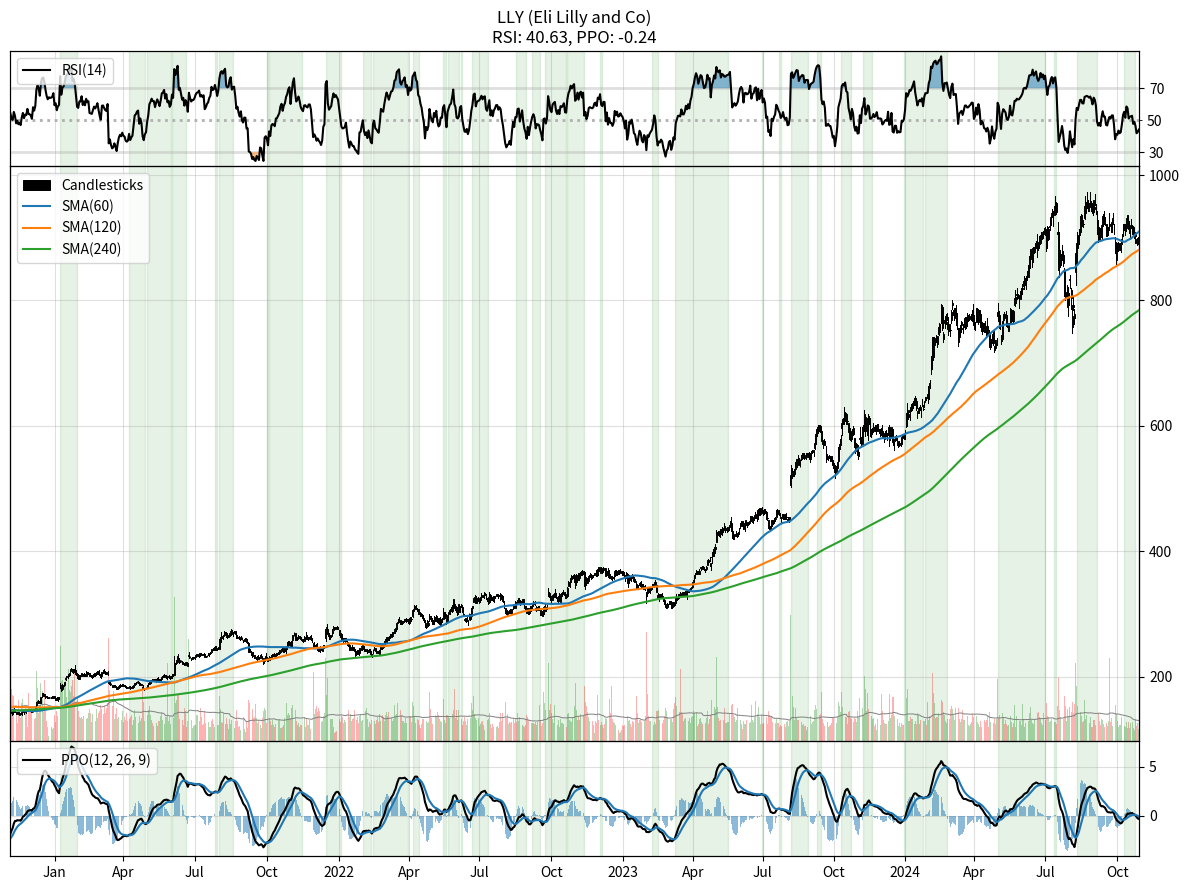 LLY (Eli Lilly and Co)
RSI: 40.63, PPO: -0.24
RSI(14)
70
50
30
Candlesticks
SMA(60)
SMA(120)
SMA(240)
1000
800
600
400
200
PPO(12, 26, 9)
5
0
Jan Apr Jul Oct 2022 Apr Jul Oct 2023 Apr Jul Oct 2024 Apr Jul Oct